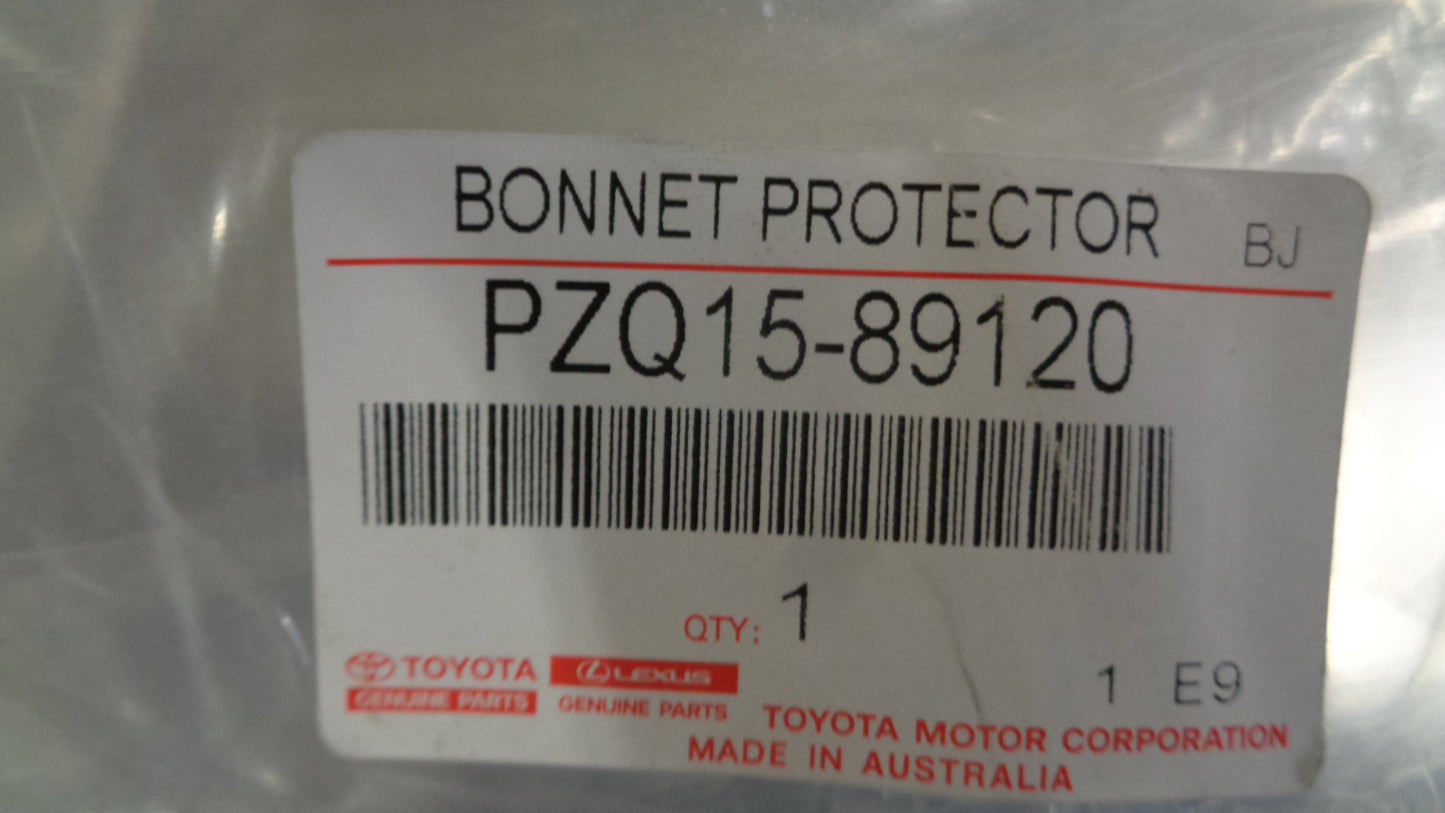 BONNET PROTECTOR BJ
PZQ15-89120
QTY: 1
1 E9
TOYOTA LEXUS
GENUINE PARTS GENUINE PARTS
TOYOTA MOTOR CORPORATION
MADE IN AUSTRALIA